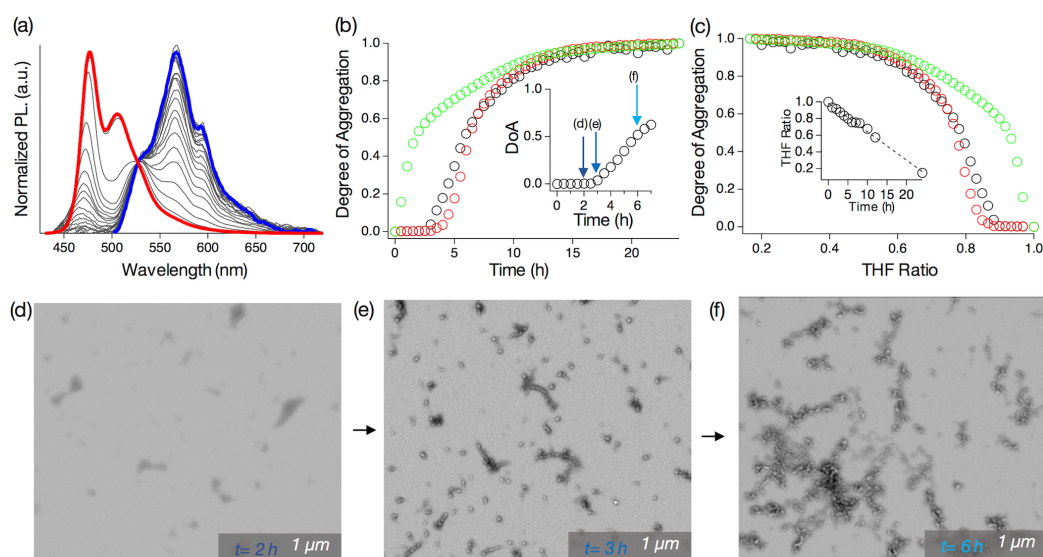 (a)
Normalized PL. (a.u.)
450 500 550 600 650 700
Wavelength (nm)
(b)
Degree of Aggregation
1.0
0.8
0.6
0.4
0.2
0.0
0 5 10 15 20
Time (h)
DoA
1.0
0.5
0.0
0 2 4 6
Time (h)
(d) (e)
(f)
(c)
Degree of Aggregation
1.0
0.8
0.6
0.4
0.2
0.0
0.2 0.4 0.6 0.8 1.0
THF Ratio
THF Ratio
1.0
0.8
0.6
0.4
0.2
0 5 10 15 20
Time (h)
(d)
t= 2 h 1 µm
(e)
t= 3 h 1 µm
(f)
t= 6 h 1 µm